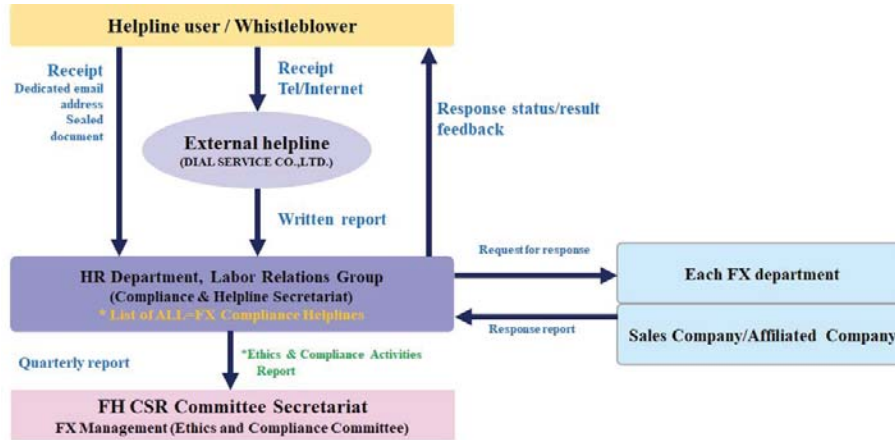 Helpline user / Whistleblower
Receipt
Dedicated email
address
Sealed
document
Receipt
Tel/Internet
Response status/result
feedback
External helpline
(DIAL SERVICE CO.,LTD.)
Written report
HR Department, Labor Relations Group
(Compliance & Helpline Secretariat)
* List of ALL=FX Compliance Helplines
Request for response
Each FX department
Response report
Sales Company/Affiliated Company
Quarterly report
*Ethics & Compliance Activities
Report
FH CSR Committee Secretariat
FX Management (Ethics and Compliance Committee)